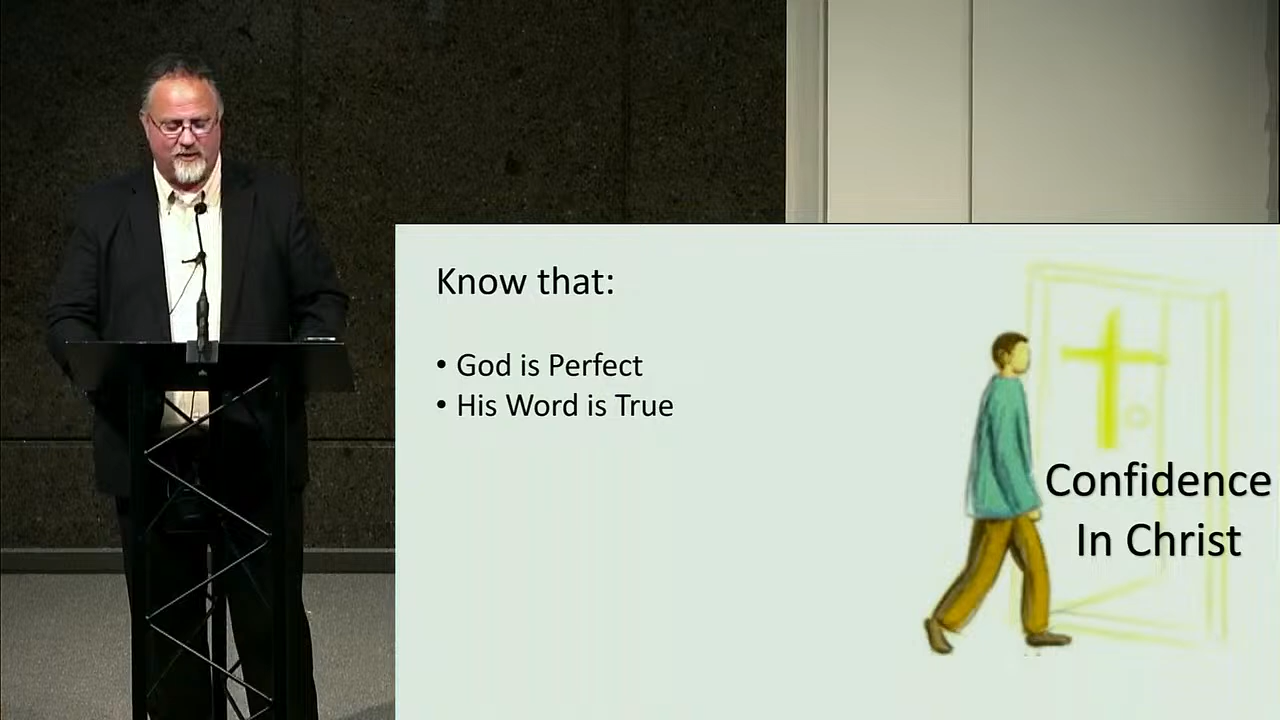 Know that:
• God is Perfect
• His Word is True
Confidence
In Christ